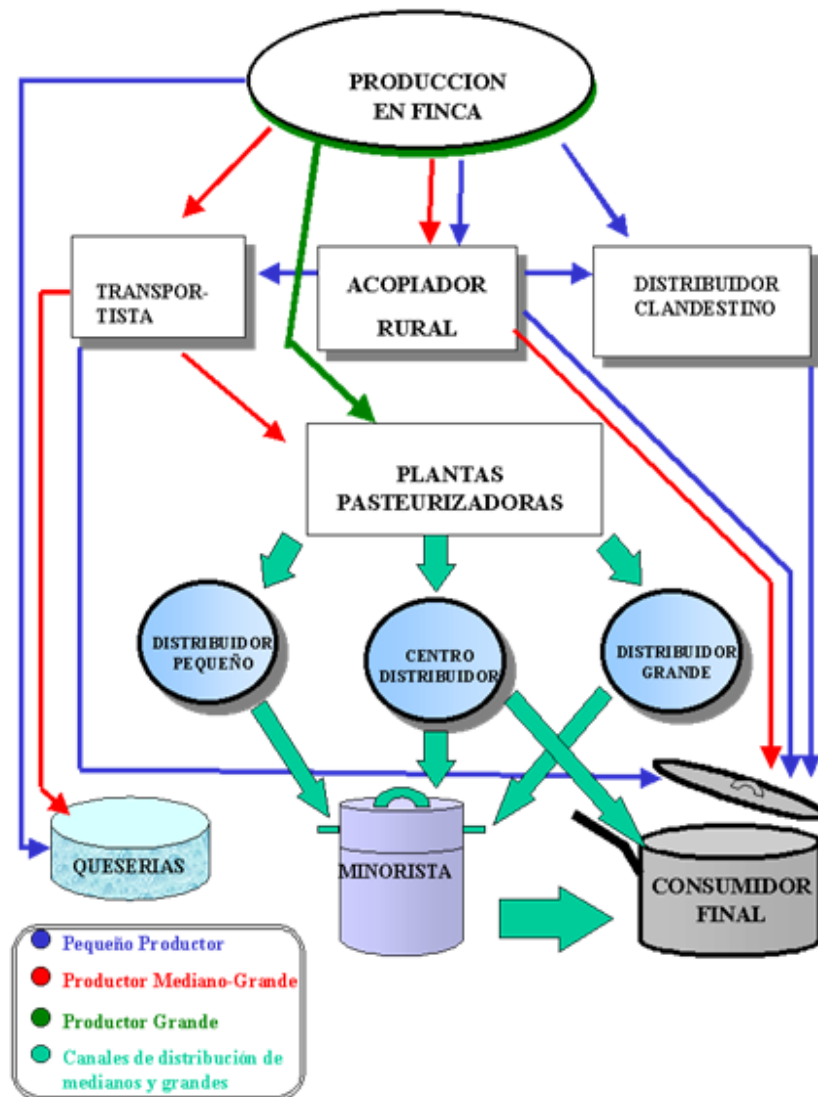 PRODUCCION
EN FINCA
TRANSPOR-
TISTA
ACOPIADOR
RURAL
DISTRIBUIDOR
CLANDESTINO
PLANTAS
PASTEURIZADORAS
DISTRIBUIDOR
PEQUEÑO
CENTRO
DISTRIBUIDOR
DISTRIBUIDOR
GRANDE
QUESERIAS
MINORISTA
CONSUMIDOR
FINAL
Pequeño Productor
Productor Mediano-Grande
Productor Grande
Canales de distribución de
medianos y grandes